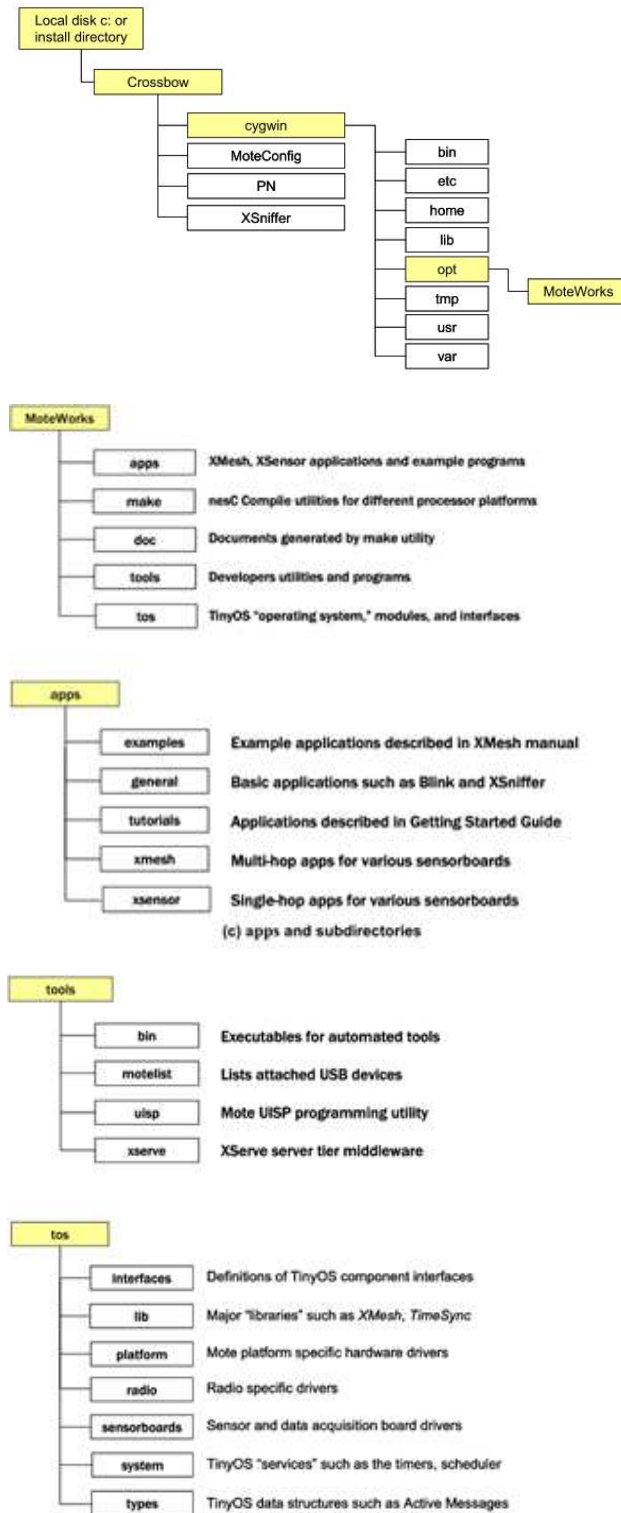 Local disk c: or
install directory
Crossbow
cygwin
MoteConfig
PN
XSniffer
bin
etc
home
lib
opt
tmp
usr
var
MoteWorks
MoteWorks
apps XMesh, XSensor applications and example programs
make nesC Compile utilities for different processor platforms
doc Documents generated by make utility
tools Developers utilities and programs
tos TinyOS "operating system," modules, and interfaces
apps
examples Example applications described in XMesh manual
general Basic applications such as Blink and XSniffer
tutorials Applications described in Getting Started Guide
xmesh Multi-hop apps for various sensorboards
xsensor Single-hop apps for various sensorboards
(c) apps and subdirectories
tools
bin Executables for automated tools
motelist Lists attached USB devices
uisp Mote UISP programming utility
xserve XServe server tier middleware
tos
interfaces Definitions of TinyOS component interfaces
lib Major "libraries" such as XMesh, TimeSync
platform Mote platform specific hardware drivers
radio Radio specific drivers
sensorboards Sensor and data acquisition board drivers
system TinyOS "services" such as the timers, scheduler
types TinyOS data structures such as Active Messages